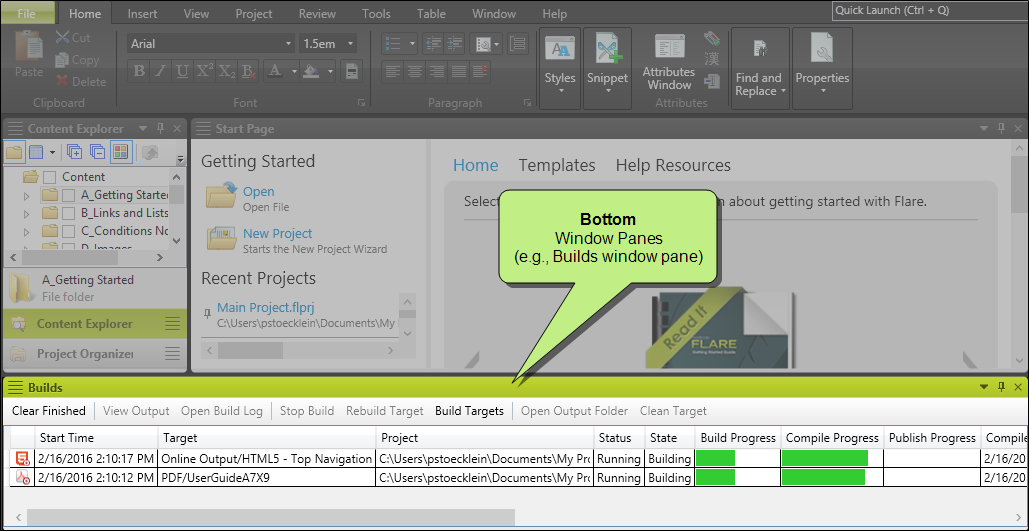 File Home Insert View Project Review Tools Table Window Help
Quick Launch (Ctrl + Q)
Paste
Cut
Copy
Delete
Clipboard
Arial 1.5em
B I U X² X₂ B A
Font
Paragraph
Styles
Snippet
Attributes
Window
漢
Attributes
Find and
Replace
Properties
Content Explorer
Content
A_Getting Started
B_Links and Lists
C_Conditions No
D_Images
A_Getting Started
File folder
Content Explorer
Project Organizer
Start Page
Getting Started
Open
Open File
New Project
Starts the New Project Wizard
Recent Projects
Main Project.flprj
C:\Users\pstoecklein\Documents\My
Home Templates Help Resources
Selec
n about getting started with Flare.
Read It
FLARE
Getting Started Guide
Bottom
Window Panes
(e.g., Builds window pane)
Builds
Clear Finished View Output Open Build Log Stop Build Rebuild Target Build Targets Open Output Folder Clean Target
Start Time Target Project Status State Build Progress Compile Progress Publish Progress Compile
2/16/2016 2:10:17 PM Online Output/HTML5 - Top Navigation C:\Users\pstoecklein\Documents\My Pro Running Building 2/16/20
2/16/2016 2:10:12 PM PDF/UserGuideA7X9 C:\Users\pstoecklein\Documents\My Pro Running Building 2/16/20